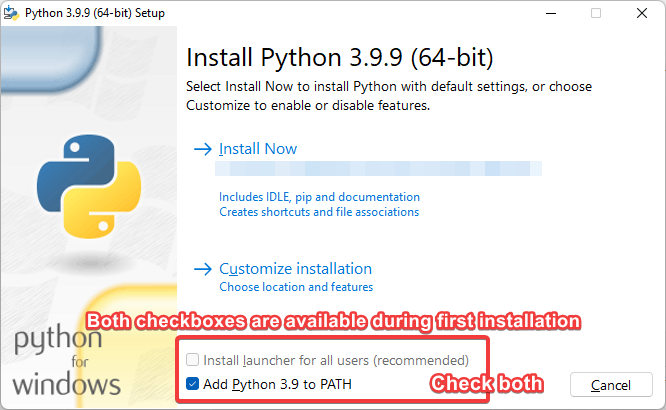 Python 3.9.9 (64-bit) Setup
Install Python 3.9.9 (64-bit)
Select Install Now to install Python with default settings, or choose
Customize to enable or disable features.
Install Now
Includes IDLE, pip and documentation
Creates shortcuts and file associations
Customize installation
Choose location and features
Both checkboxes are available during first installation
python
for
windows
Install launcher for all users (recommended)
Add Python 3.9 to PATH
Check both
Cancel